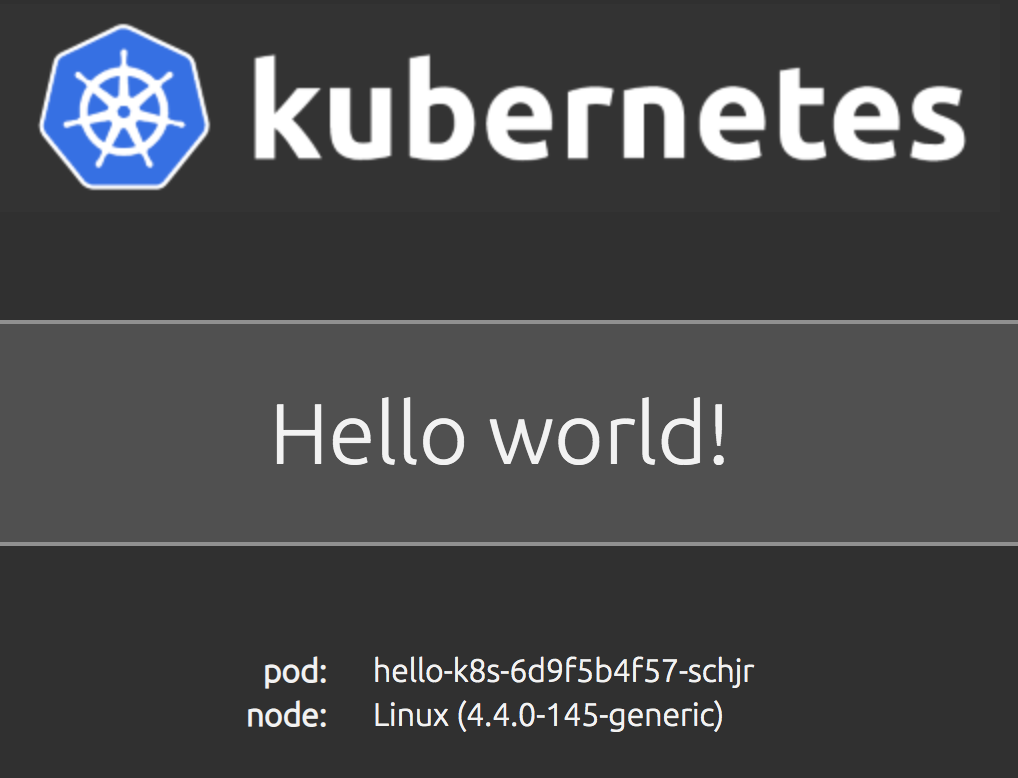 kubernetes
Hello world!
pod: hello-k8s-6d9f5b4f57-schjr
node: Linux (4.4.0-145-generic)